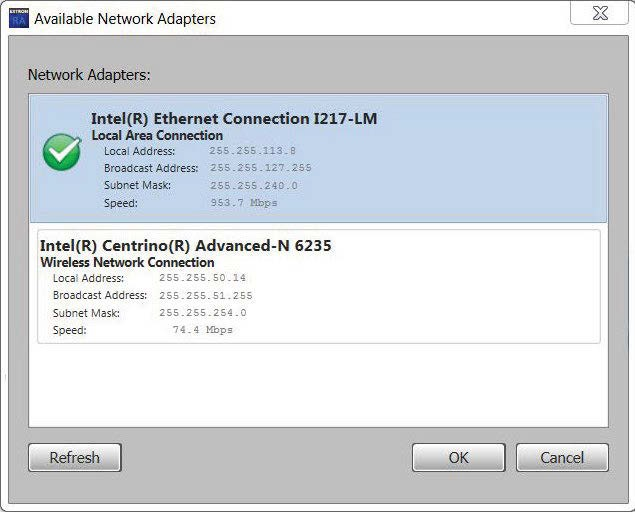 EXTRON
RA
Available Network Adapters
Network Adapters:
Intel(R) Ethernet Connection I217-LM
Local Area Connection
Local Address: 255.255.113.8
Broadcast Address: 255.255.127.255
Subnet Mask: 255.255.240.0
Speed: 953.7 Mbps
Intel(R) Centrino(R) Advanced-N 6235
Wireless Network Connection
Local Address: 255.255.50.14
Broadcast Address: 255.255.51.255
Subnet Mask: 255.255.254.0
Speed: 74.4 Mbps
Refresh OK Cancel